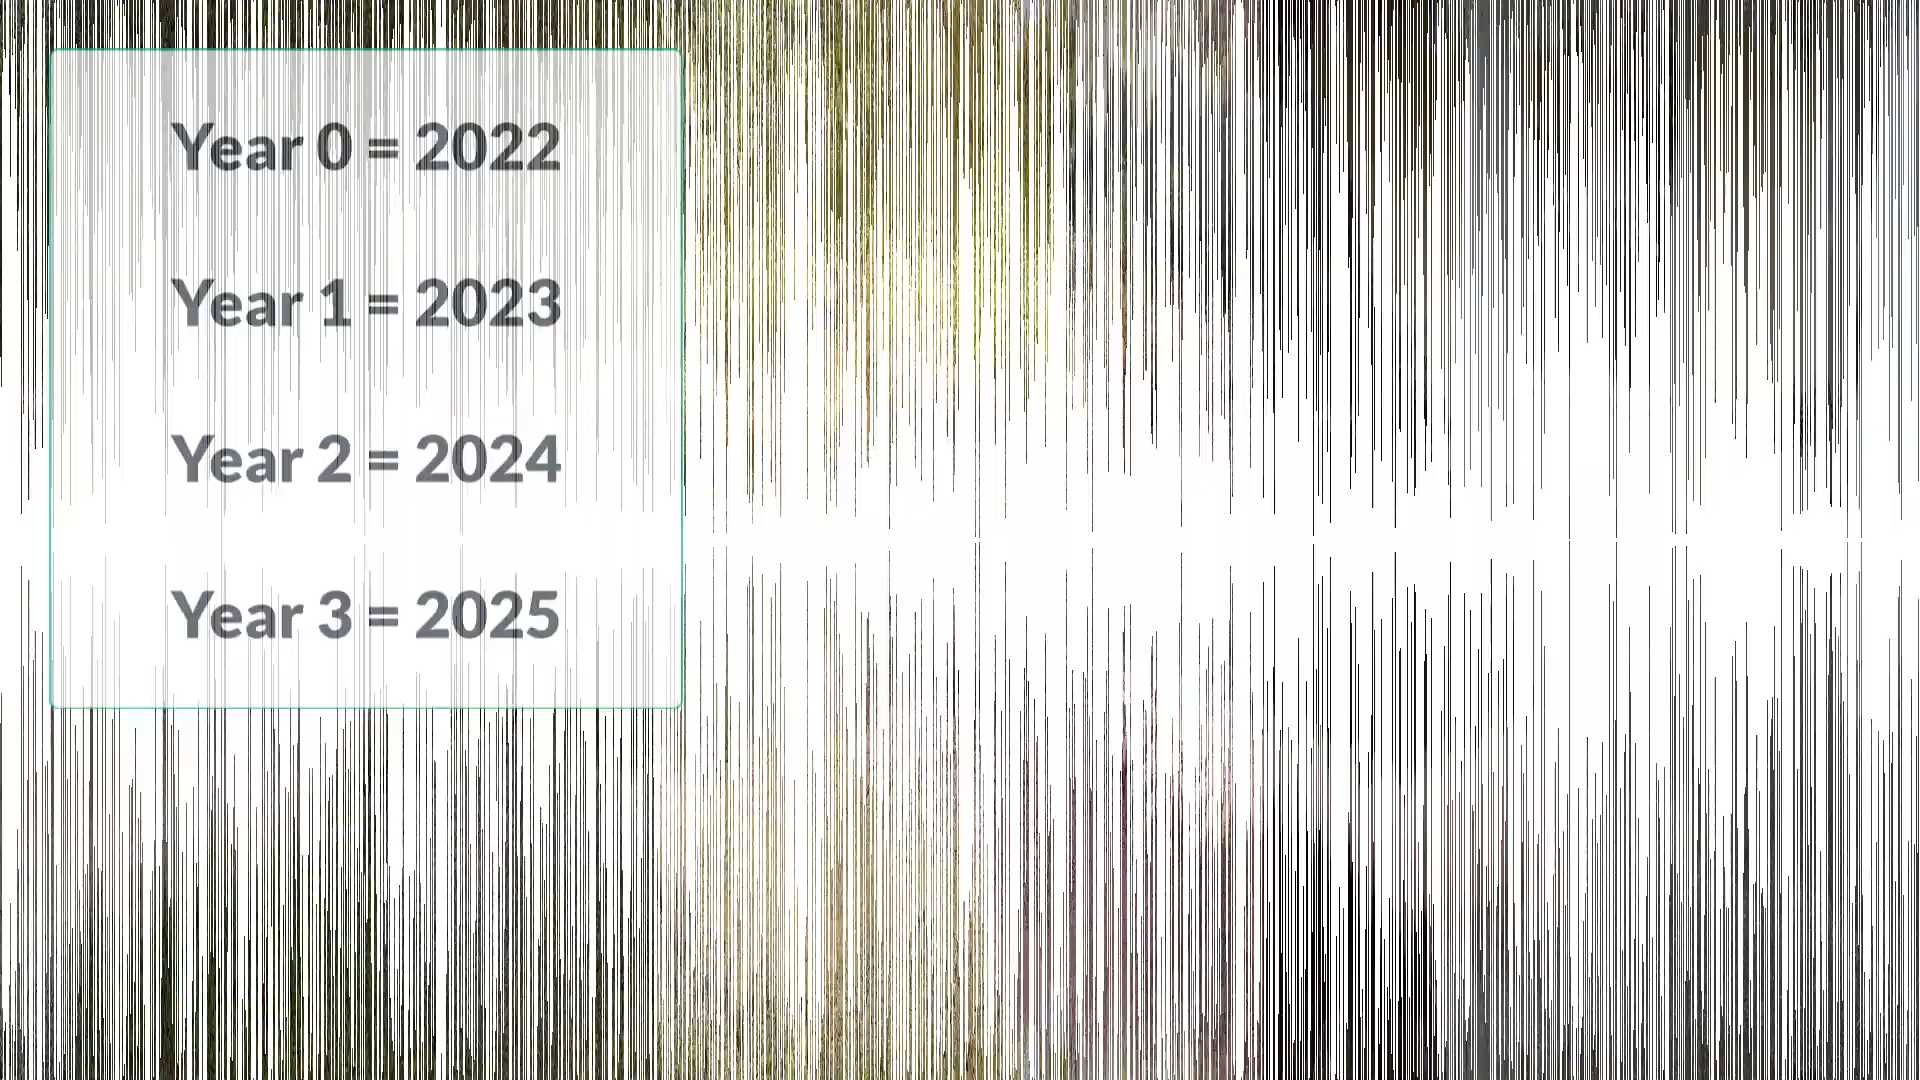 Year 0 = 2022
Year 1 = 2023
Year 2 = 2024
Year 3 = 2025